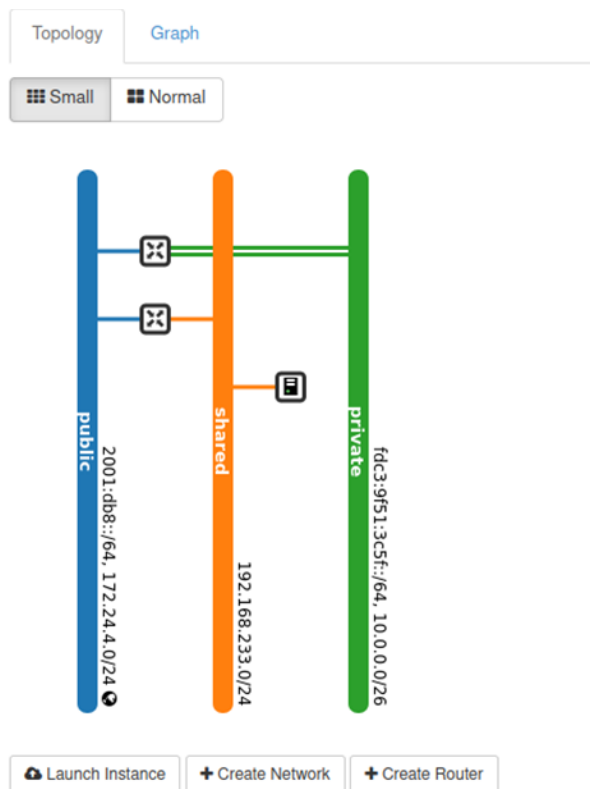 Topology
Graph
Small
Normal
public
2001:db8::/64, 172.24.4.0/24
shared
192.168.233.0/24
private
fdc3:9f51:3c5f::/64, 10.0.0.0/26
Launch Instance
Create Network
Create Router